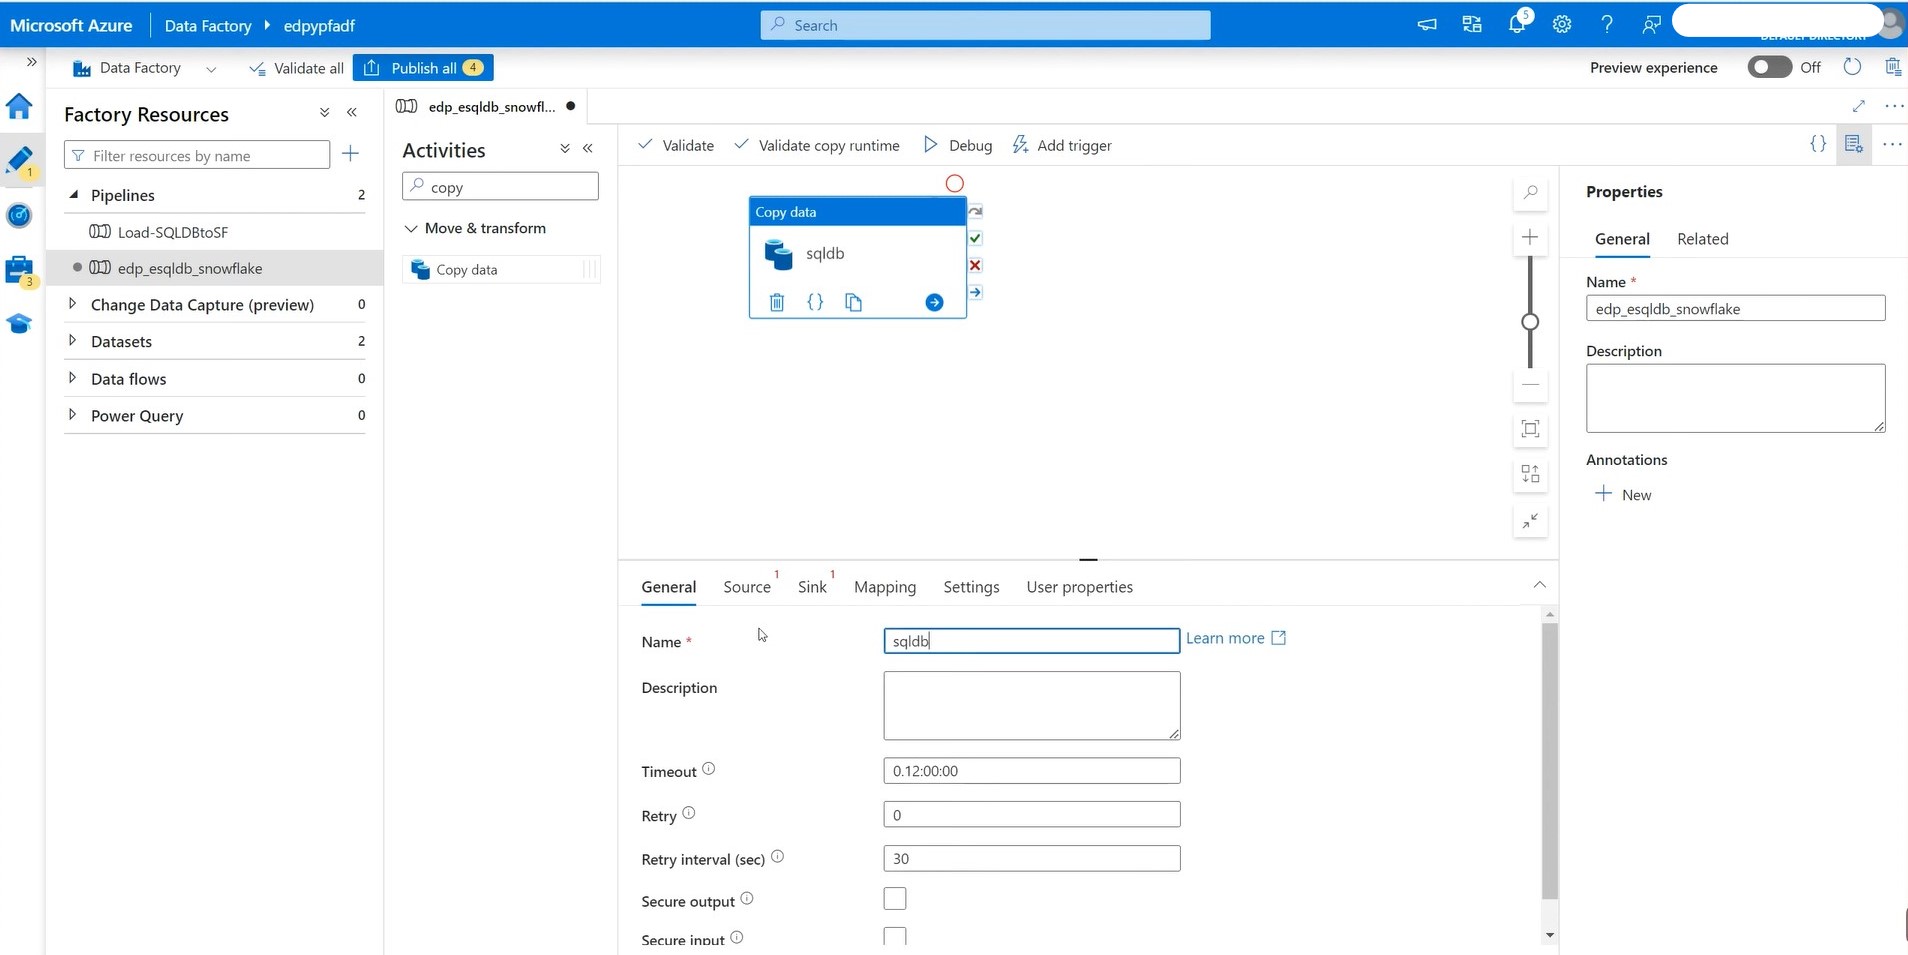 Microsoft Azure
Data Factory
edpypfadf
Search
5
DEFAULT DIRECTORY
Data Factory
Validate all
Publish all 4
Preview experience
Off
1
3
Factory Resources
Filter resources by name
Pipelines 2
Load-SQLDBtoSF
edp_esqldb_snowflake
Change Data Capture (preview) 0
Datasets 2
Data flows 0
Power Query 0
edp_esqldb_snowfl...
Activities
copy
Move & transform
Copy data
Validate
Validate copy runtime
Debug
Add trigger
Copy data
sqldb
General
Source 1
Sink 1
Mapping
Settings
User properties
Name *
sqldb
Learn more
Description
Timeout
0.12:00:00
Retry
0
Retry interval (sec)
30
Secure output
Secure input
Properties
General
Related
Name *
edp_esqldb_snowflake
Description
Annotations
New